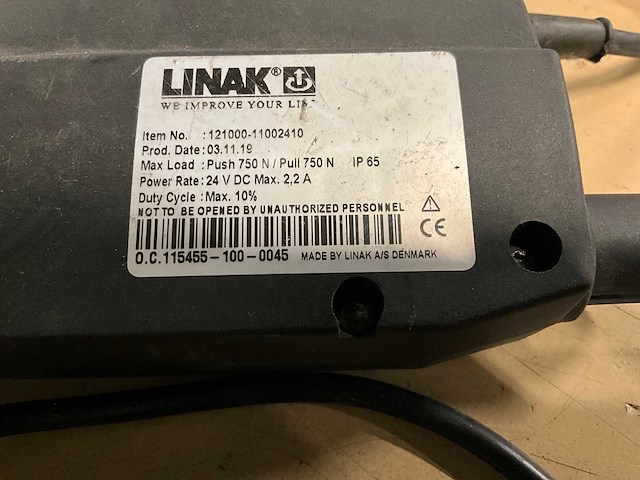 LINAK®
WE IMPROVE YOUR
Item No. :121000-11002410
Prod. Date:03.11.19
Max Load :Push 750 N / Pull 750 N IP 65
Power Rate:24 V DC Max. 2,2 A
Duty Cycle :Max. 10%
NOT TO BE OPENED BY UNAUTHORIZED PERSONNEL
CE
O.C.115455-100-0045 MADE BY LINAK A/S DENMARK